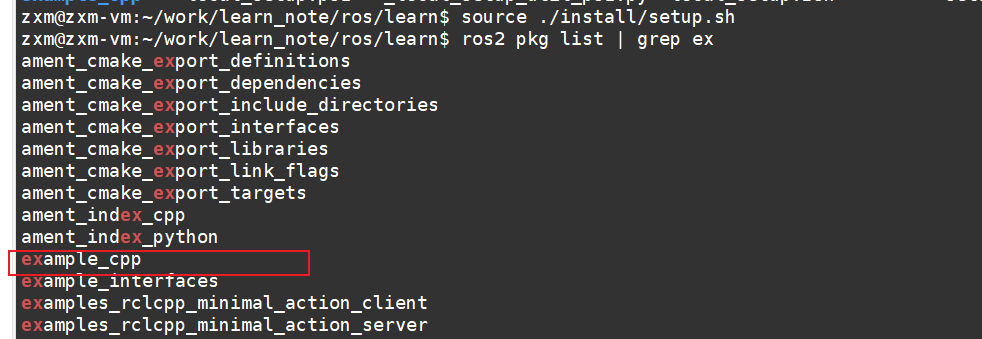 zxm@zxm-vm:~/work/learn_note/ros/learn$ source ./install/setup.sh
zxm@zxm-vm:~/work/learn_note/ros/learn$ ros2 pkg list | grep ex
ament_cmake_export_definitions
ament_cmake_export_dependencies
ament_cmake_export_include_directories
ament_cmake_export_interfaces
ament_cmake_export_libraries
ament_cmake_export_link_flags
ament_cmake_export_targets
ament_index_cpp
ament_index_python
example_cpp
example_interfaces
examples_rclcpp_minimal_action_client
examples_rclcpp_minimal_action_server